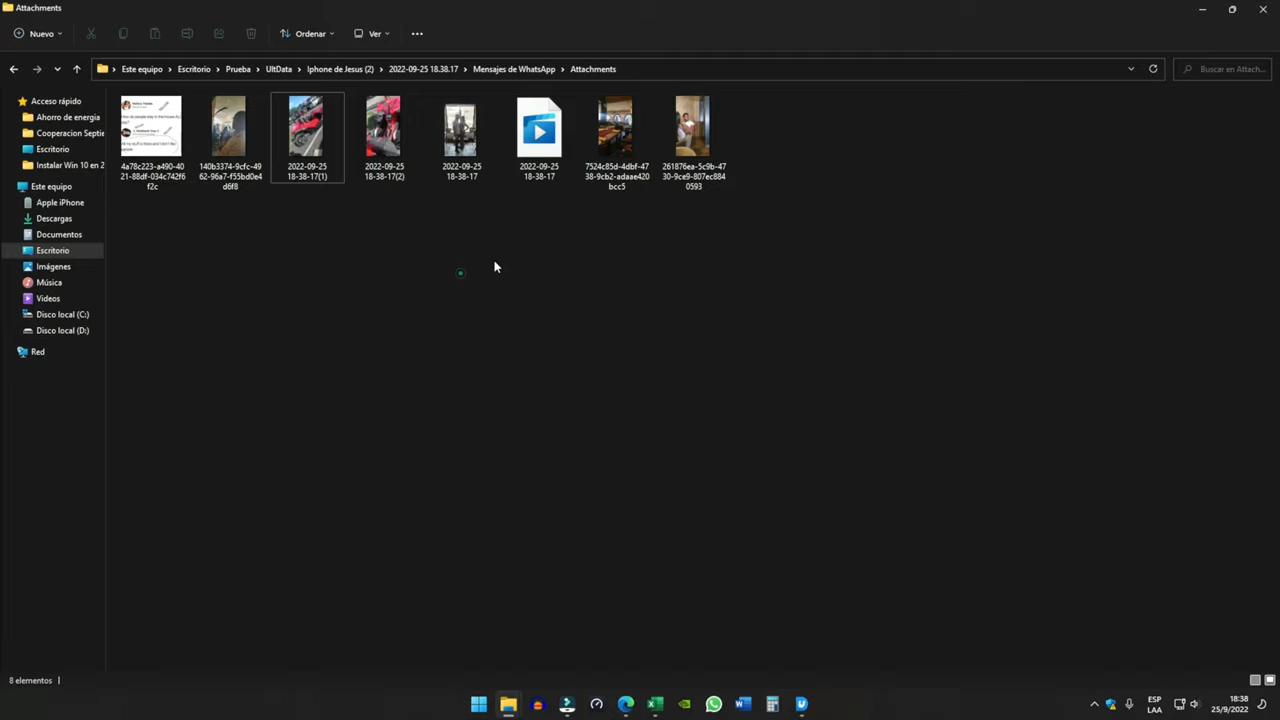 Attachments
Nuevo
Ordenar
Ver
Este equipo > Escritorio > Prueba > UltData > Iphone de Jesus (2) > 2022-09-25 18.38.17 > Mensajes de WhatsApp > Attachments
Buscar en Attach...
Acceso rápido
Ahorro de energia
Cooperacion Septie
Escritorio
Instalar Win 10 en 2
Este equipo
Apple iPhone
Descargas
Documentos
Escritorio
Imágenes
Música
Videos
Disco local (C:)
Disco local (D:)
Red
4a78c223-a490-40
21-88df-034c742f6
f2c
140b3374-9cfc-49
62-96a7-f55bd0e4
d6f8
2022-09-25
18-38-17(1)
2022-09-25
18-38-17(2)
2022-09-25
18-38-17
2022-09-25
18-38-17
7524c85d-4dbf-47
38-9cb2-adaae420
bcc5
261876ea-5c9b-47
30-9ce9-807ec884
0593
8 elementos
ESP
LAA
18:38
25/9/2022